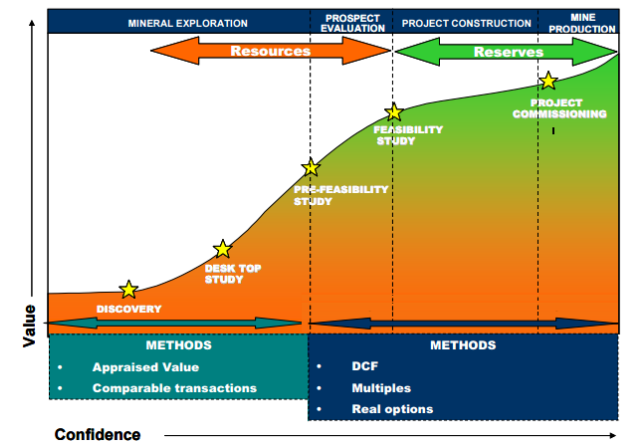 MINERAL EXPLORATION
PROSPECT
EVALUATION
PROJECT CONSTRUCTION
MINE
PRODUCTION
Resources
Reserves
PROJECT
COMMISSIONING
FEASIBILITY
STUDY
PRE-FEASIBILITY
STUDY
DESK TOP
STUDY
DISCOVERY
Value
METHODS
• Appraised Value
• Comparable transactions
METHODS
• DCF
• Multiples
• Real options
Confidence